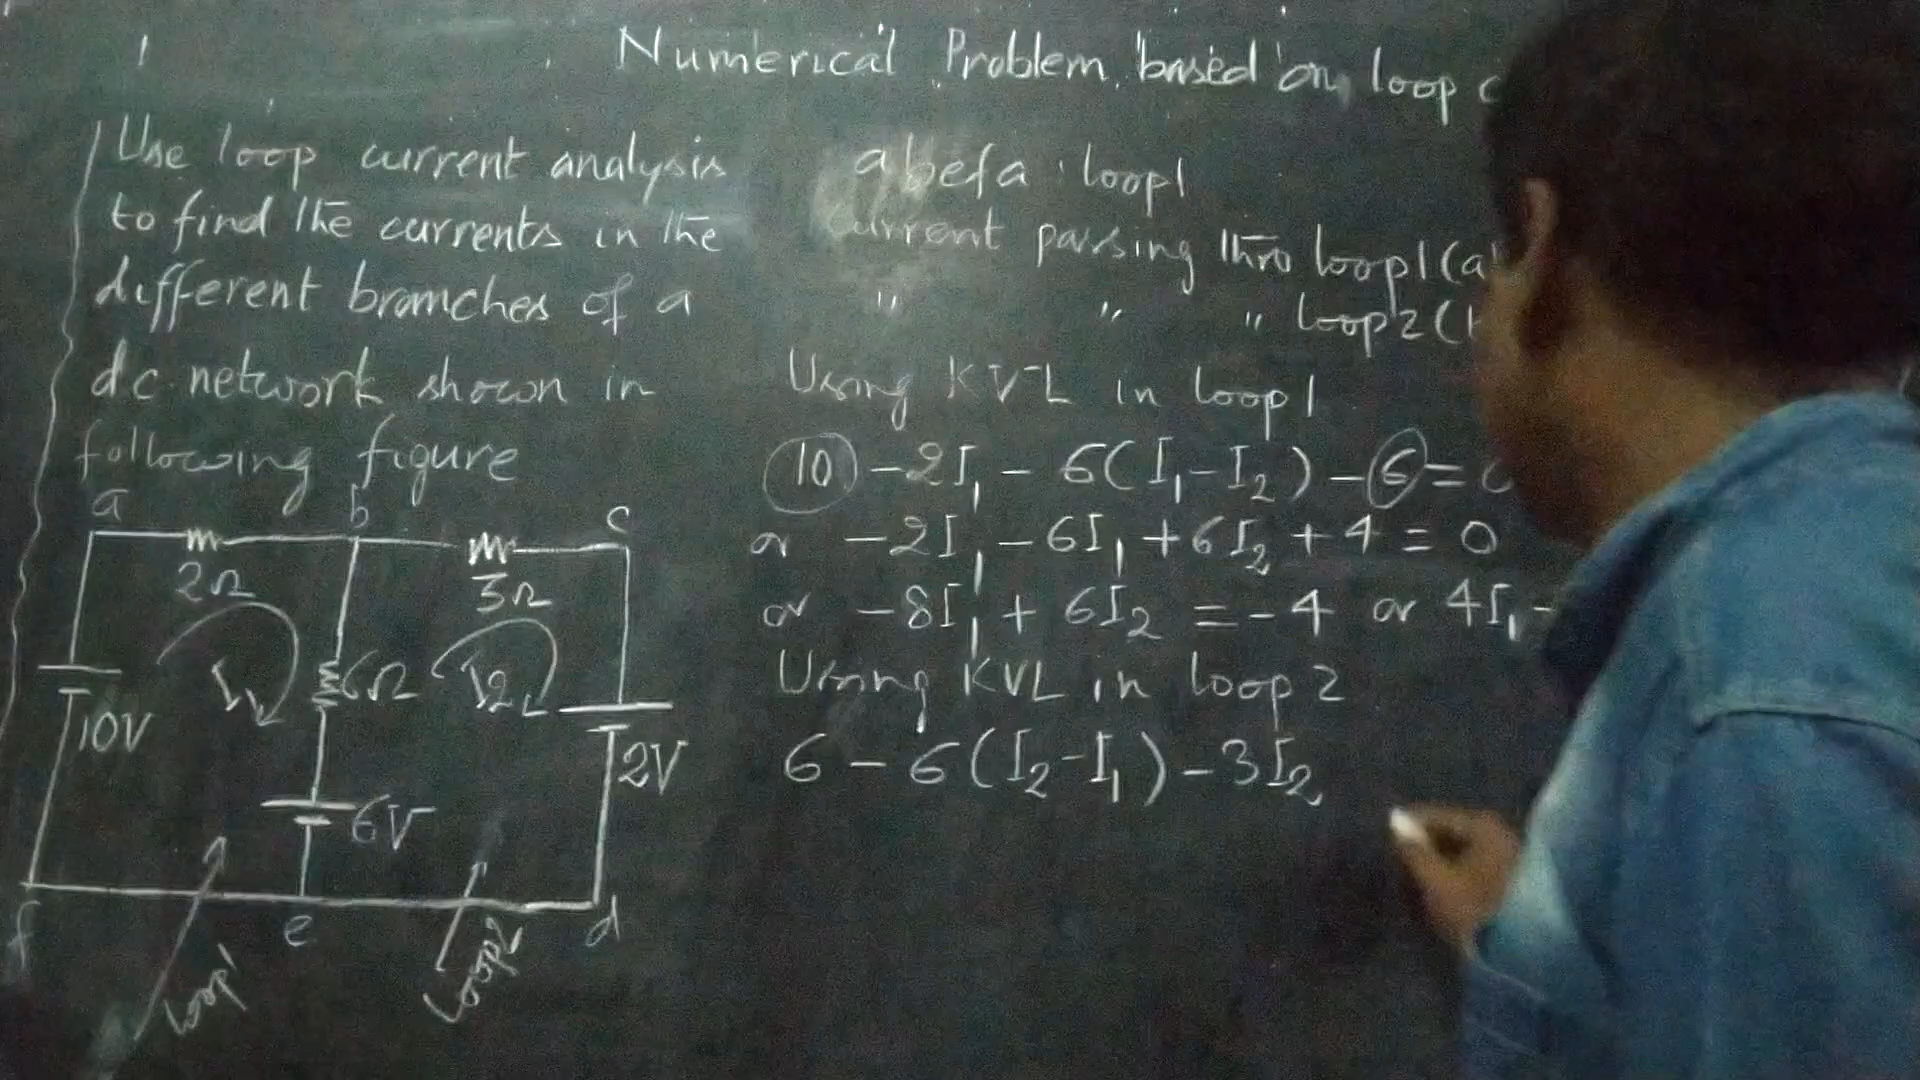 Numerical Problem based on loop c
Use loop current analysis
to find the currents in the
different branches of a
dc network shown in
following figure
a b c
2Ω 3Ω
I1 6Ω I2
10V 2V
6V
f e d
loop1 loop2
abefa loop1
current passing thro loop1(a
" " " loop2(
Using KVL in loop1
10 -2I1 - 6(I1-I2) - 6 =
or -2I1 - 6I1 + 6I2 + 4 = 0
or -8I1 + 6I2 = -4 or 4I1 -
Using KVL in loop2
6 - 6(I2-I1) - 3I2